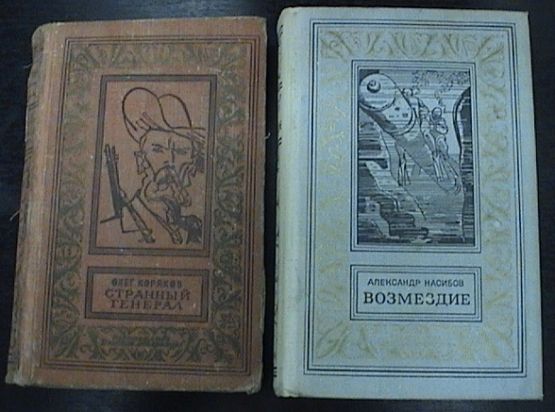 ОЛЕГ КОРЯКОВ
СТРАННЫЙ
ГЕНЕРАЛ
АЛЕКСАНДР НАСИБОВ
ВОЗМЕЗДИЕ